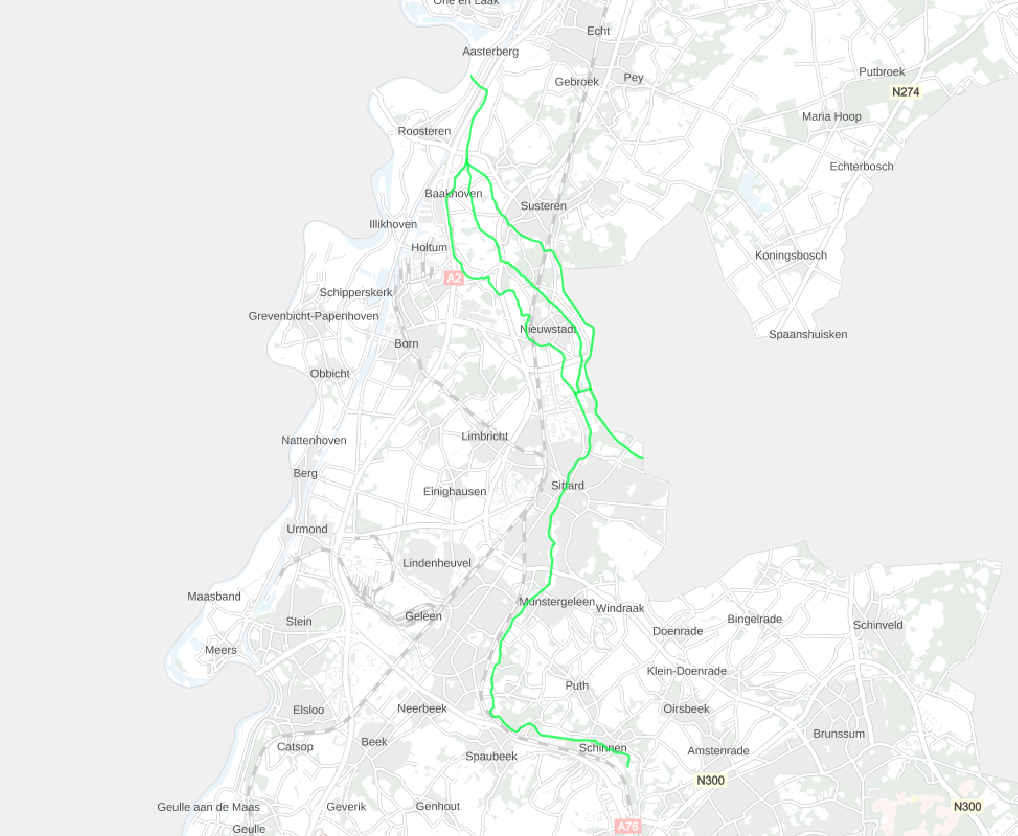 Ohé en Laak
Echt
Aasterberg
Putbroek
Gebroek
Pey
N274
Maria Hoop
Roosteren
Echterbosch
Baakhoven
Susteren
Illikhoven
Holtum
Koningsbosch
A2
Schipperskerk
Grevenbicht-Papenhoven
Nieuwstadt
Spaanshuisken
Born
Obbicht
Limbricht
Nattenhoven
Berg
Sittard
Einighausen
Urmond
Lindenheuvel
Maasband
Munstergeleen
Windraak
Geleen
Stein
Bingelrade
Schinveld
Doenrade
Meers
Klein-Doenrade
Puth
Elsloo
Neerbeek
Oirsbeek
Brunssum
Catsop
Beek
Schinnen
Amstenrade
Spaubeek
N300
Geulle aan de Maas
Geverik
Genhout
N300
Geulle
A76